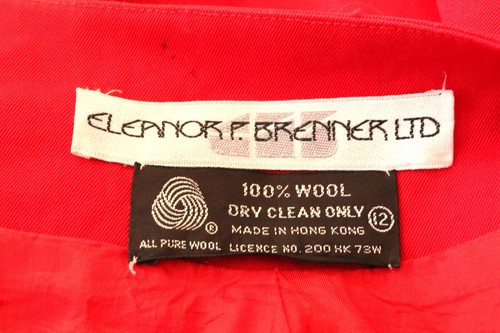 ELEANOR P. BRENNER LTD
100% WOOL
DRY CLEAN ONLY 12
MADE IN HONG KONG
® ALL PURE WOOL LICENCE NO. 200 HK 73W